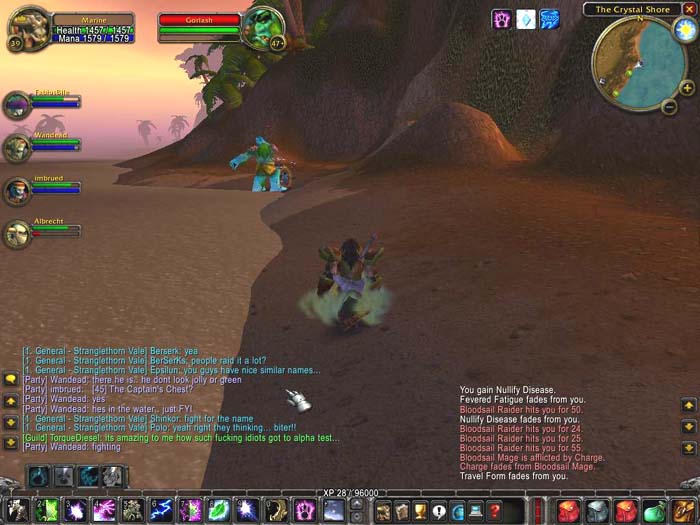 Marine
Health 1457 / 1457
Mana 1579 / 1579
39
Gorlash
47+
The Crystal Shore
N
Wandead
imbrued
Albrecht
[1. General - Stranglethorn Vale] Berserk: yea
[1. General - Stranglethorn Vale] BerSerKs: people raid it a lot?
[1. General - Stranglethorn Vale] Epsilun: you guys have nice similar names...
[Party] Wandead: there he is.. he dont look jolly or green
[Party] imbrued: .. [45] The Captain's Chest?
[Party] Wandead: yes
[Party] Wandead: hes in the water.. just FYI.
[1. General - Stranglethorn Vale] Shinkor: fight for the name
[1. General - Stranglethorn Vale] Polo: yeah right they thinking... biter!!
[Guild] TorqueDiesel: its amazing to me how such fucking idiots got to alpha test...
[Party] Wandead: fighting
You gain Nullify Disease.
Fevered Fatigue fades from you.
Bloodsail Raider hits you for 50.
Nullify Disease fades from you.
Bloodsail Raider hits you for 24.
Bloodsail Raider hits you for 25.
Bloodsail Raider hits you for 55.
Bloodsail Mage is afflicted by Charge.
Charge fades from Bloodsail Mage.
Travel Form fades from you.
XP 28 / 96000